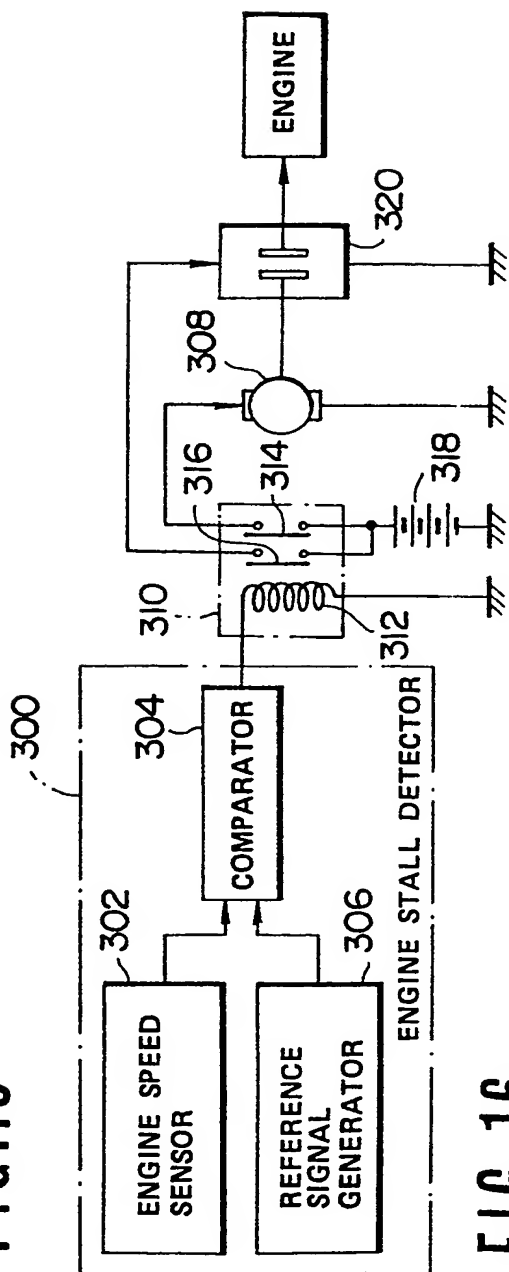 300
302
ENGINE SPEED
SENSOR
304
COMPARATOR
306
REFERENCE
SIGNAL
GENERATOR
ENGINE STALL DETECTOR
310
316
314
312
318
308
320
ENGINE